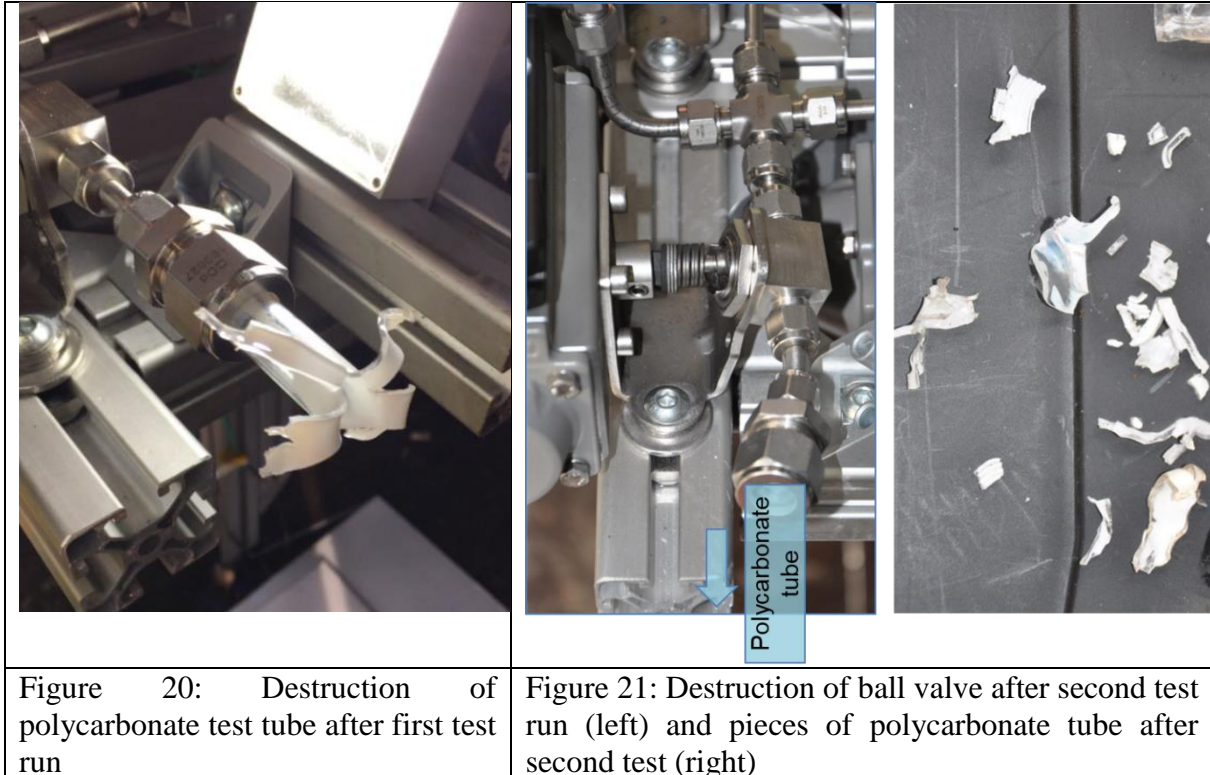 Polycarbonate
tube
Figure 20: Destruction of
polycarbonate test tube after first test
run
Figure 21: Destruction of ball valve after second test
run (left) and pieces of polycarbonate tube after
second test (right)